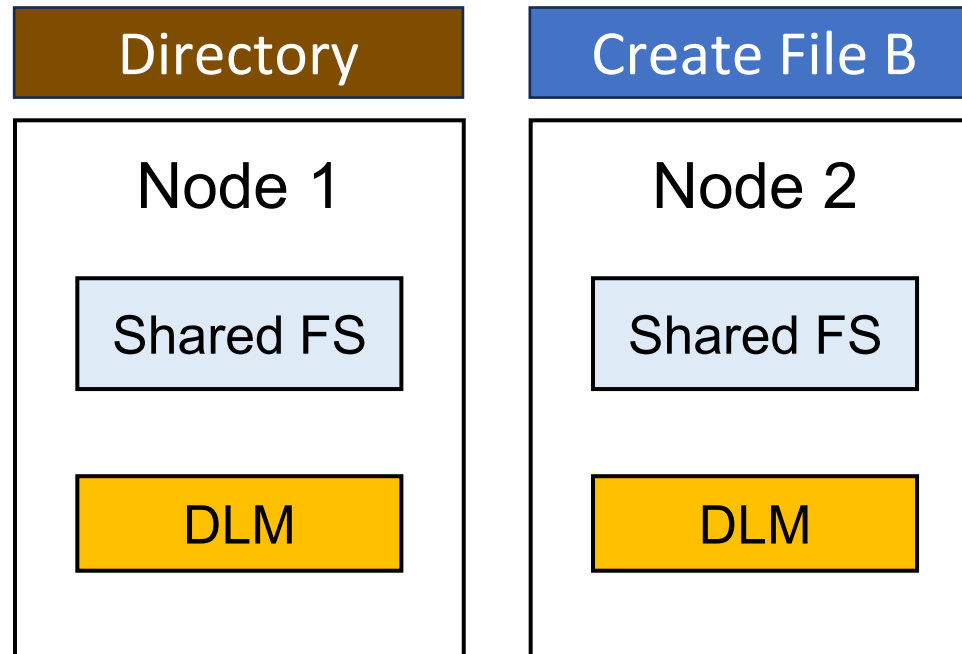 Directory
Create File B
Node 1
Node 2
Shared FS
Shared FS
DLM
DLM